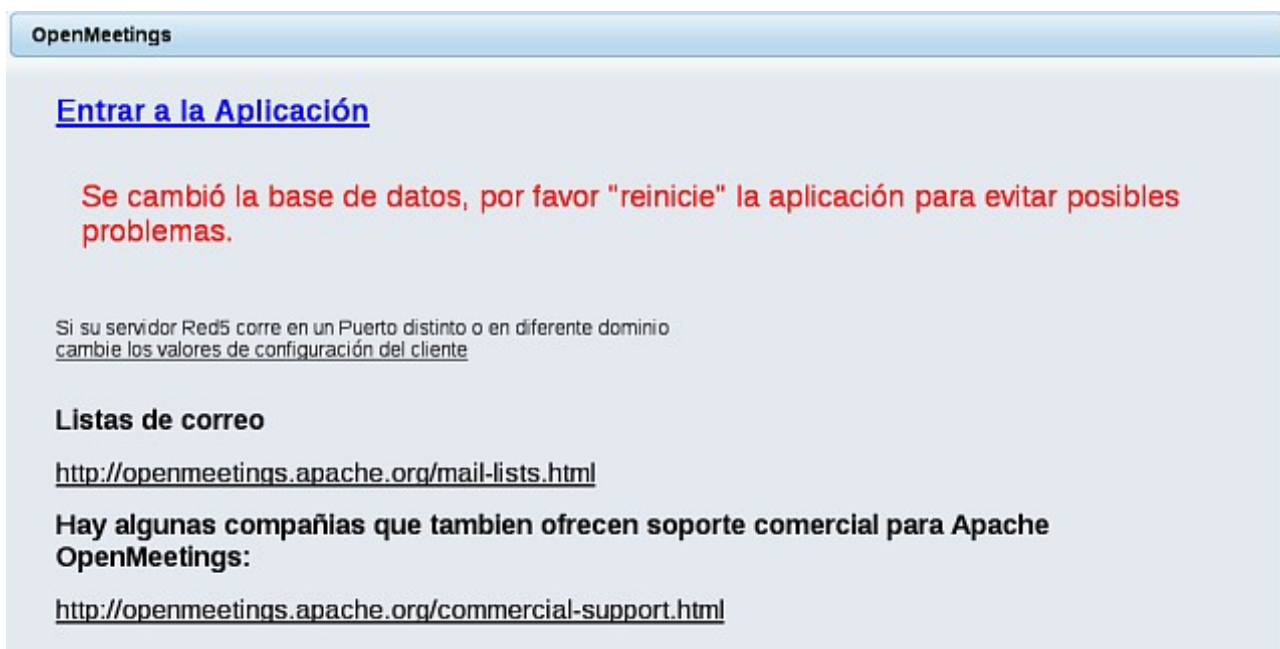 OpenMeetings
Entrar a la Aplicación
Se cambió la base de datos, por favor "reinicie" la aplicación para evitar posibles
problemas.
Si su servidor Red5 corre en un Puerto distinto o en diferente dominio
cambie los valores de configuración del cliente
Listas de correo
http://openmeetings.apache.org/mail-lists.html
Hay algunas compañias que tambien ofrecen soporte comercial para Apache
OpenMeetings:
http://openmeetings.apache.org/commercial-support.html